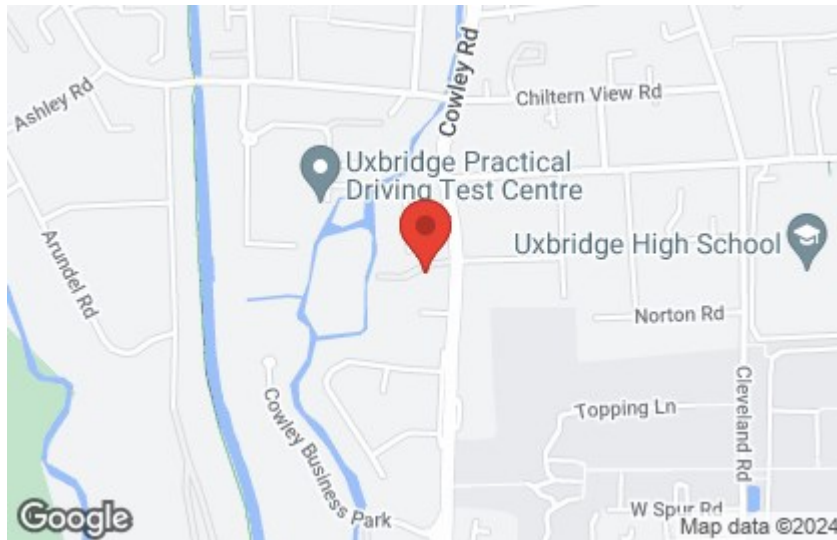 Cowley Rd
Chiltern View Rd
Ashley Rd
Uxbridge Practical
Driving Test Centre
Uxbridge High School
Arundel Rd
Norton Rd
Cleveland Rd
Topping Ln
Cowley Business Park
W Spur Rd
Google
Map data ©2024